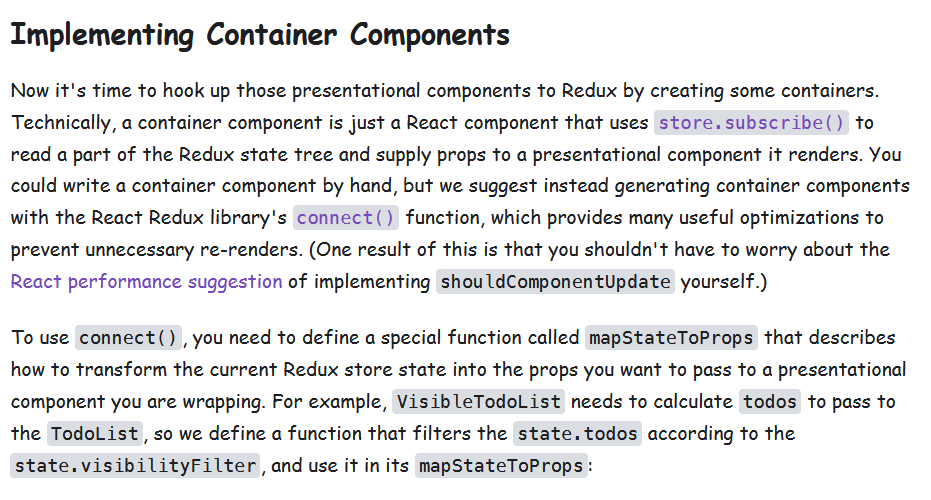 Implementing Container Components
Now it's time to hook up those presentational components to Redux by creating some containers.
Technically, a container component is just a React component that uses store.subscribe() to
read a part of the Redux state tree and supply props to a presentational component it renders. You
could write a container component by hand, but we suggest instead generating container components
with the React Redux library's connect() function, which provides many useful optimizations to
prevent unnecessary re-renders. (One result of this is that you shouldn't have to worry about the
React performance suggestion of implementing shouldComponentUpdate yourself.)
To use connect(), you need to define a special function called mapStateToProps that describes
how to transform the current Redux store state into the props you want to pass to a presentational
component you are wrapping. For example, VisibleTodoList needs to calculate todos to pass to
the TodoList, so we define a function that filters the state.todos according to the
state.visibilityFilter, and use it in its mapStateToProps: